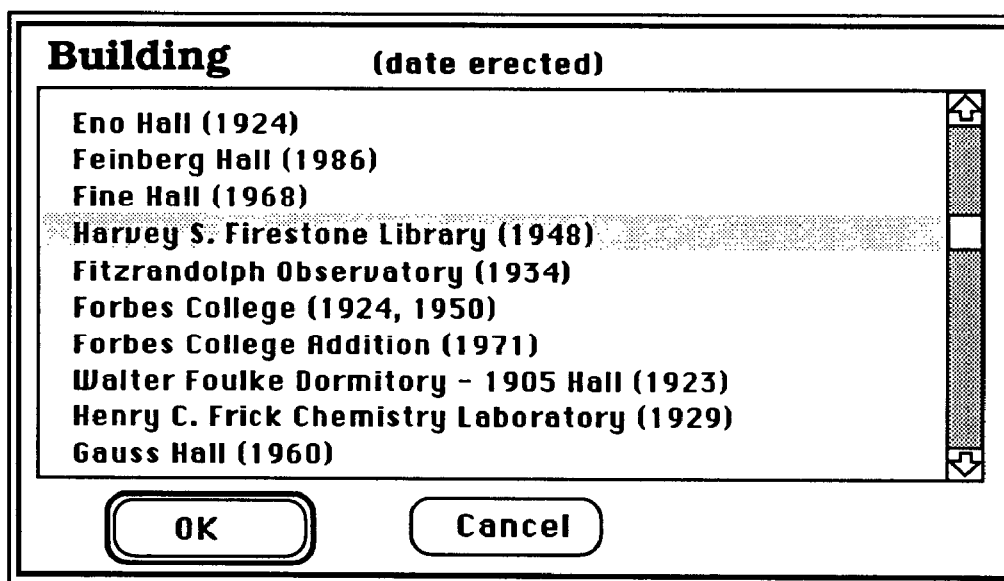 Building (date erected)
Eno Hall (1924)
Feinberg Hall (1986)
Fine Hall (1968)
Harvey S. Firestone Library (1948)
Fitzrandolph Observatory (1934)
Forbes College (1924, 1950)
Forbes College Addition (1971)
Walter Foulke Dormitory - 1905 Hall (1923)
Henry C. Frick Chemistry Laboratory (1929)
Gauss Hall (1960)
OK Cancel